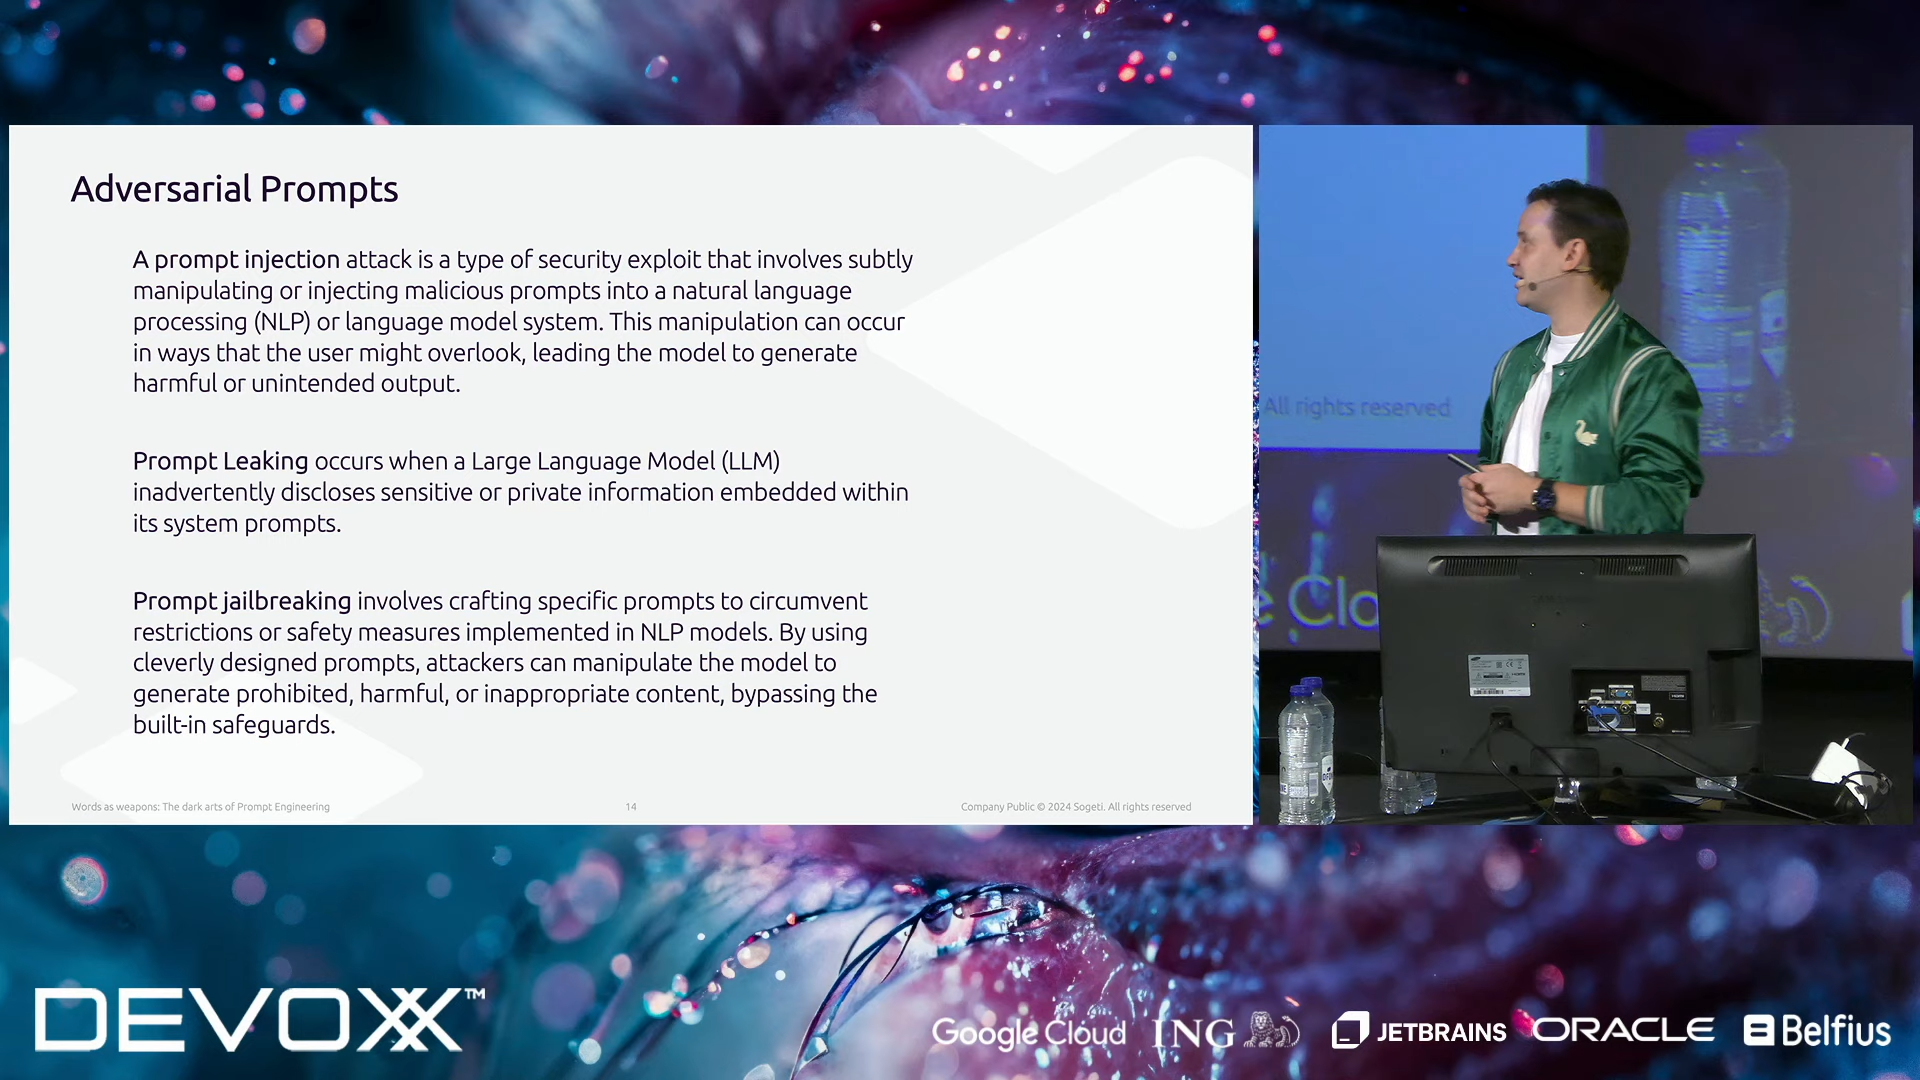 Adversarial Prompts
A prompt injection attack is a type of security exploit that involves subtly
manipulating or injecting malicious prompts into a natural language
processing (NLP) or language model system. This manipulation can occur
in ways that the user might overlook, leading the model to generate
harmful or unintended output.
Prompt Leaking occurs when a Large Language Model (LLM)
inadvertently discloses sensitive or private information embedded within
its system prompts.
Prompt jailbreaking involves crafting specific prompts to circumvent
restrictions or safety measures implemented in NLP models. By using
cleverly designed prompts, attackers can manipulate the model to
generate prohibited, harmful, or inappropriate content, bypassing the
built-in safeguards.
Words as weapons: The dark arts of Prompt Engineering
14
Company Public © 2024 Sogeti. All rights reserved
All rights reserved
e Clo
DEVOXX™
Google Cloud
ING
JETBRAINS
ORACLE
Belfius